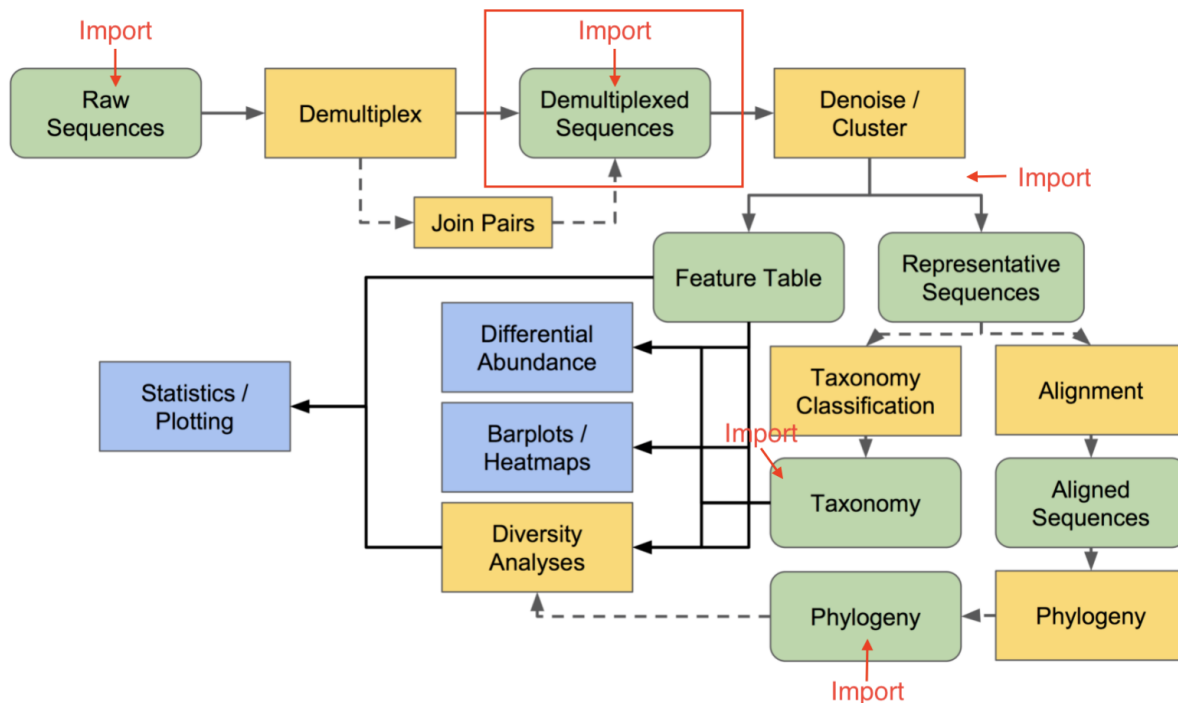 Import
Import
Raw
Sequences
Demultiplex
Demultiplexed
Sequences
Denoise /
Cluster
Import
Join Pairs
Feature Table
Representative
Sequences
Differential
Abundance
Statistics /
Plotting
Taxonomy
Classification
Alignment
Barplots /
Heatmaps
Import
Taxonomy
Aligned
Sequences
Diversity
Analyses
Phylogeny
Phylogeny
Import